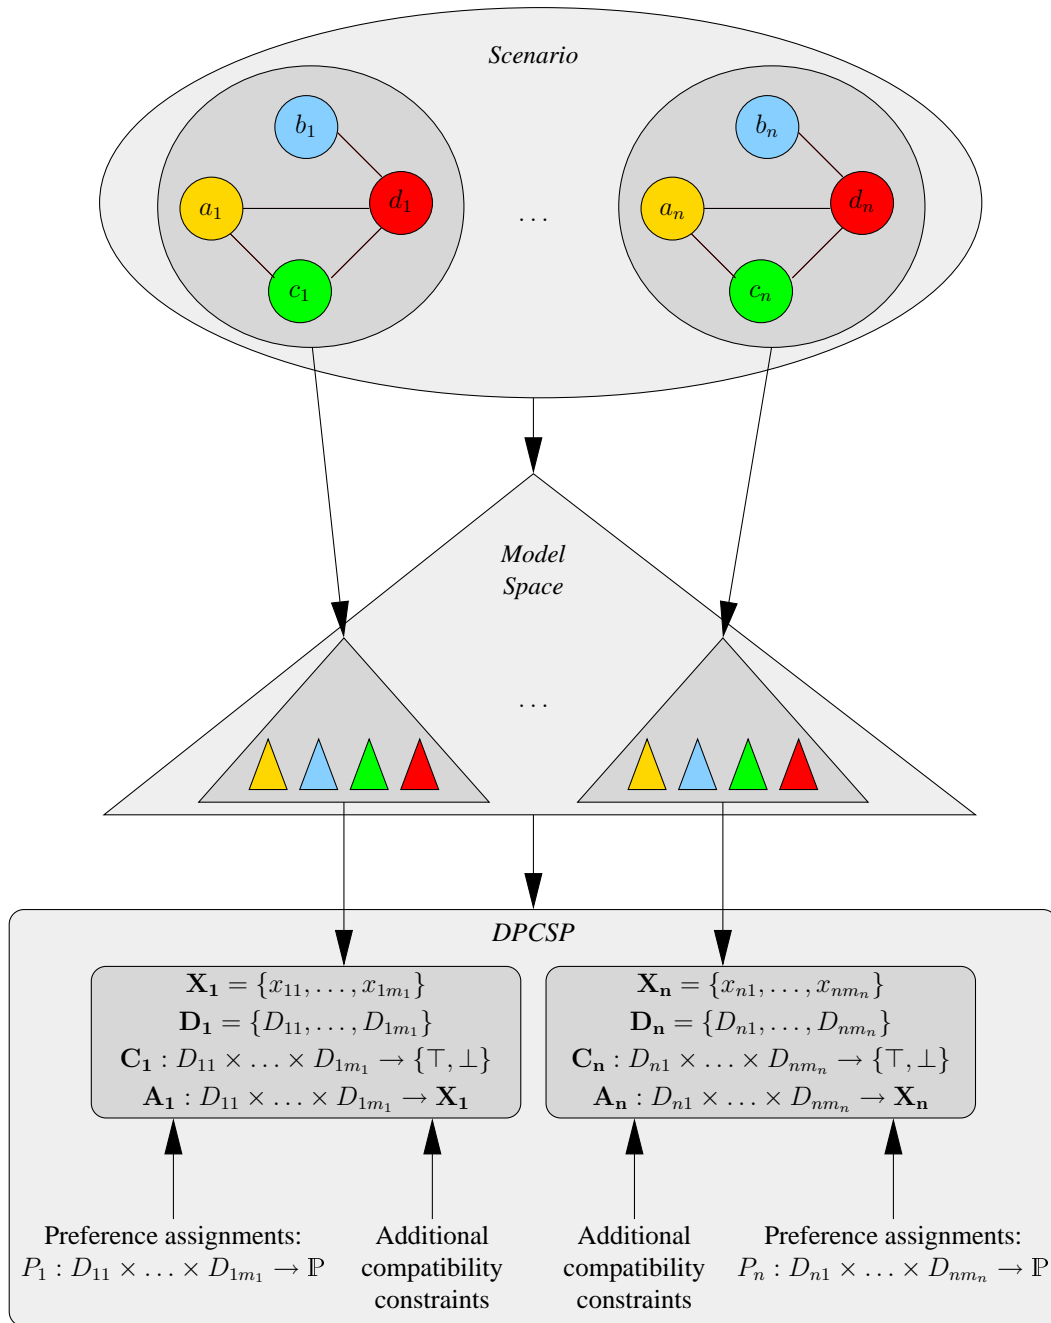 Scenario
b₁
bₙ
a₁
d₁
. . .
aₙ
dₙ
c₁
cₙ
Model
Space
. . .
DPCSP
X₁ = {x₁₁, . . . , x₁ₘ₁}
D₁ = {D₁₁, . . . , D₁ₘ₁}
C₁ : D₁₁ × . . . × D₁ₘ₁ → {⊤, ⊥}
A₁ : D₁₁ × . . . × D₁ₘ₁ → X₁
Xₙ = {xₙ₁, . . . , xₙₘₙ}
Dₙ = {Dₙ₁, . . . , Dₙₘₙ}
Cₙ : Dₙ₁ × . . . × Dₙₘₙ → {⊤, ⊥}
Aₙ : Dₙ₁ × . . . × Dₙₘₙ → Xₙ
Preference assignments:
P₁ : D₁₁ × . . . × D₁ₘ₁ → ℙ
Additional
compatibility
constraints
Additional
compatibility
constraints
Preference assignments:
Pₙ : Dₙ₁ × . . . × Dₙₘₙ → ℙ